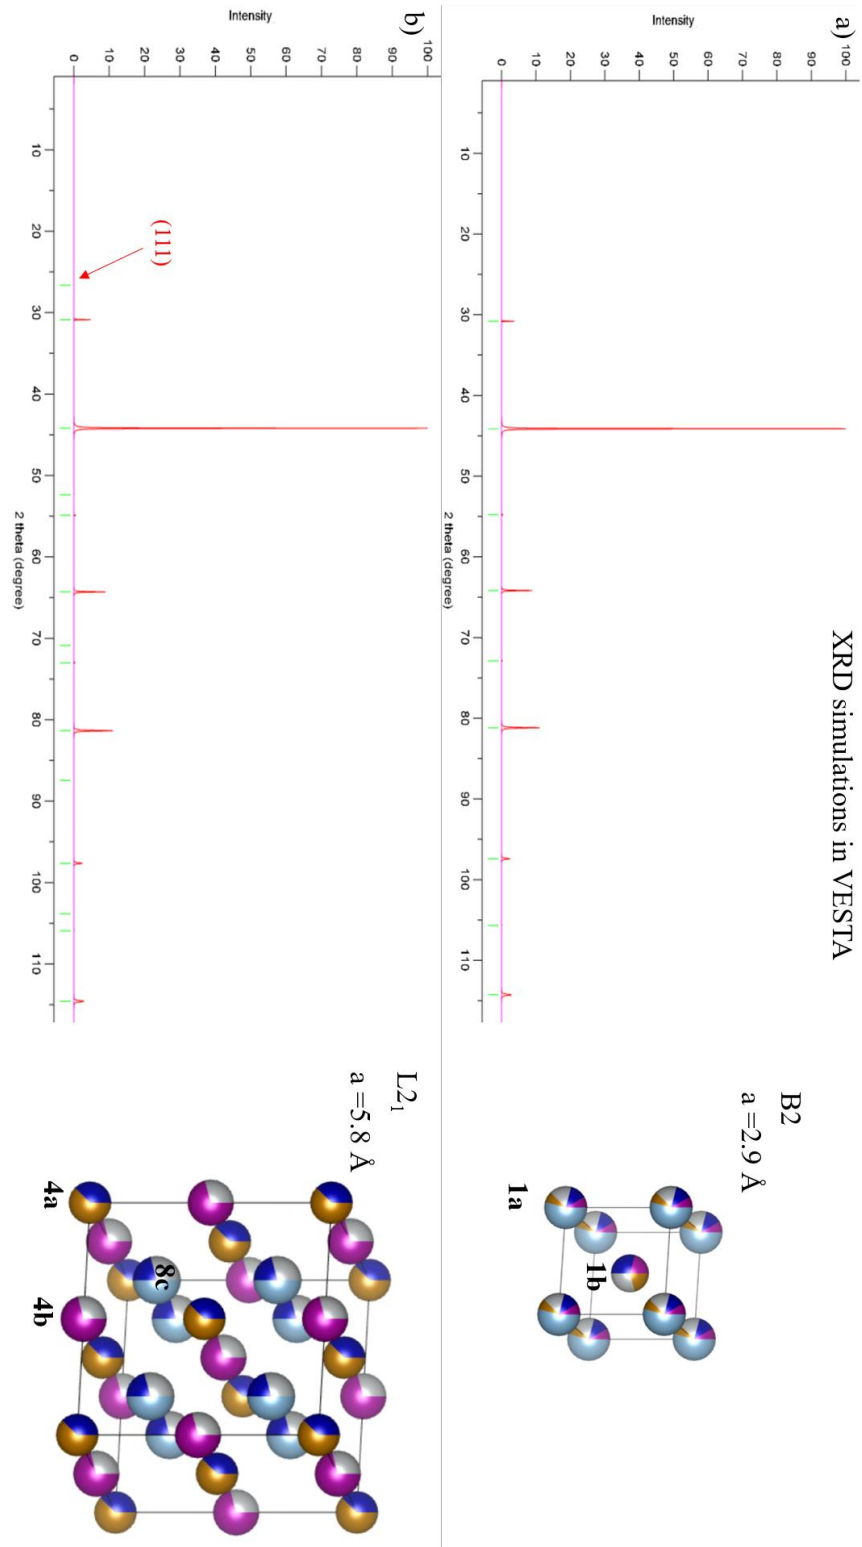 XRD simulations in VESTA
a)
Intensity
100
90
80
70
60
50
40
30
20
10
0
10 20 30 40 50 60 70 80 90 100 110
2 theta (degree)
B2
a =2.9 Å
1a
1b
b)
Intensity
100
90
80
70
60
50
40
30
20
10
0
(111)
10 20 30 40 50 60 70 80 90 100 110
2 theta (degree)
L2₁
a =5.8 Å
4a
8c
4b